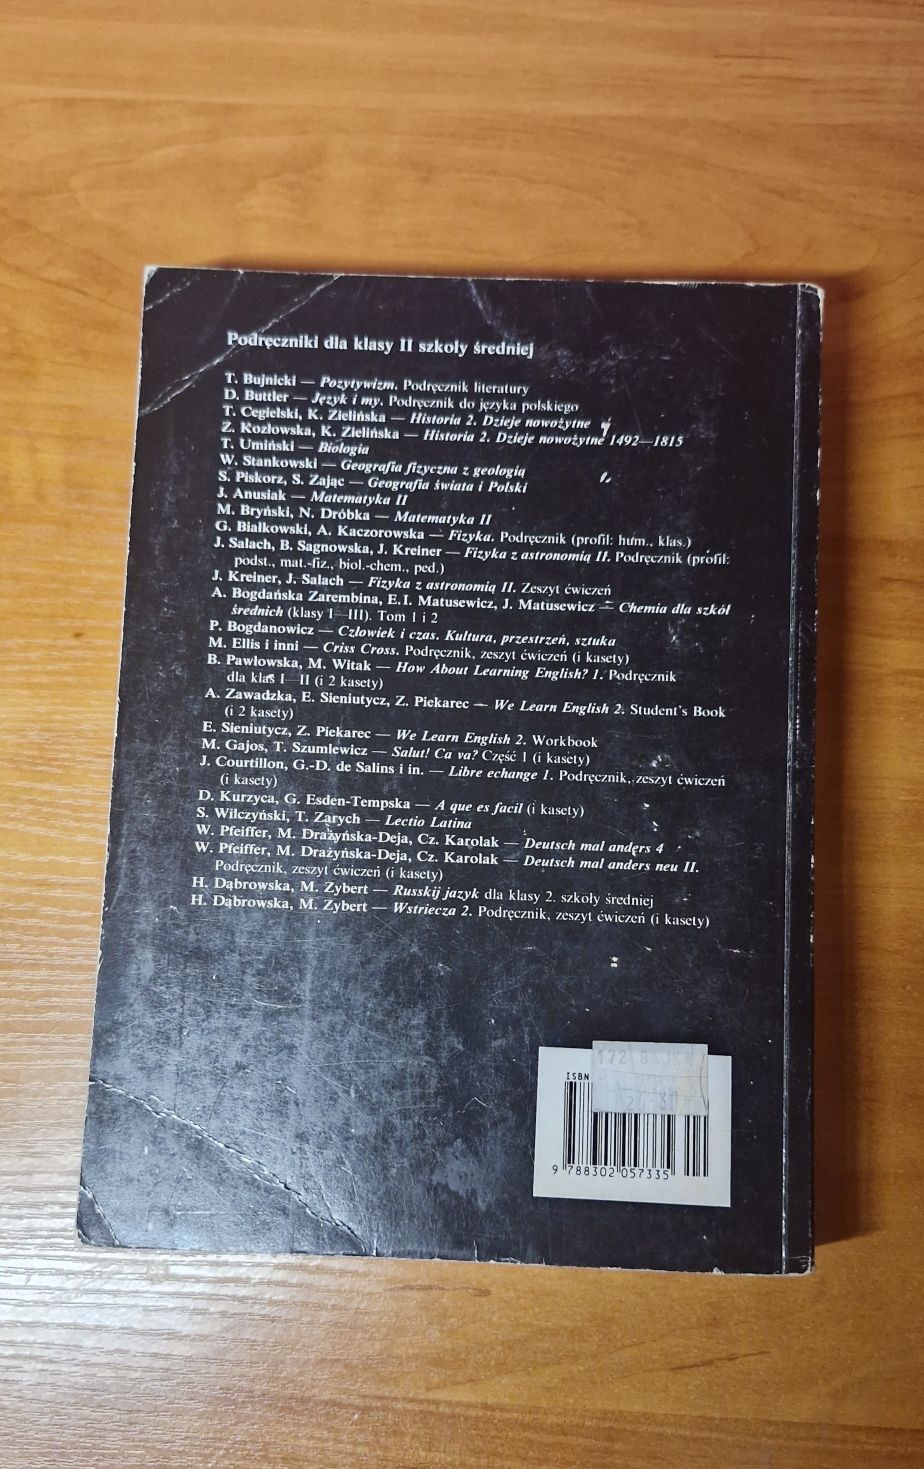 Podręczniki dla klasy II szkoły średniej
T. Bujnicki — Pozytywizm. Podręcznik literatury
D. Buttler — Język i my. Podręcznik do języka polskiego
T. Cegielski, K. Zielińska — Historia 2. Dzieje nowożytne
Z. Kozłowska, K. Zielińska — Historia 2. Dzieje nowożytne 1492—1815
T. Umiński — Biologia
W. Stankowski — Geografia fizyczna z geologią
S. Piskorz, S. Zając — Geografia świata i Polski
J. Anusiak — Matematyka II
M. Bryński, N. Dróbka — Matematyka II
G. Białkowski, A. Kaczorowska — Fizyka. Podręcznik (profil: hum., klas.)
J. Salach, B. Sagnowska, J. Kreiner — Fizyka z astronomią II. Podręcznik (profil:
podst., mat.-fiz., biol.-chem., ped.)
J. Kreiner, J. Salach — Fizyka z astronomią II. Zeszyt ćwiczeń
A. Bogdańska Zarembina, E.I. Matusewicz, J. Matusewicz — Chemia dla szkół
średnich (klasy I—III). Tom 1 i 2
P. Bogdanowicz — Człowiek i czas. Kultura, przestrzeń, sztuka
M. Ellis i inni — Criss Cross. Podręcznik, zeszyt ćwiczeń (i kasety)
B. Pawłowska, M. Witak — How About Learning English? 1. Podręcznik
dla klas I—II (i 2 kasety)
A. Zawadzka, E. Sieniutycz, Z. Piekarec — We Learn English 2. Student's Book
(i 2 kasety)
E. Sieniutycz, Z. Piekarec — We Learn English 2. Workbook
M. Gajos, T. Szumlewicz — Salut! Ca va? Część 1 (i kasety)
J. Courtillon, G.-D. de Salins i in. — Libre echange 1. Podręcznik, zeszyt ćwiczeń
(i kasety)
D. Kurzyca, G. Esden-Tempska — A que es facil (i kasety)
S. Wilczyński, T. Zarych — Lectio Latina
W. Pfeiffer, M. Drażyńska-Deja, Cz. Karolak — Deutsch mal anders 4
W. Pfeiffer, M. Drażyńska-Deja, Cz. Karolak — Deutsch mal anders neu II.
Podręcznik, zeszyt ćwiczeń (i kasety)
H. Dąbrowska, M. Zybert — Russkij jazyk dla klasy 2. szkoły średniej
H. Dąbrowska, M. Zybert — Wstriecza 2. Podręcznik, zeszyt ćwiczeń (i kasety)
172 BAJKA
ISBN
9 788302 057335